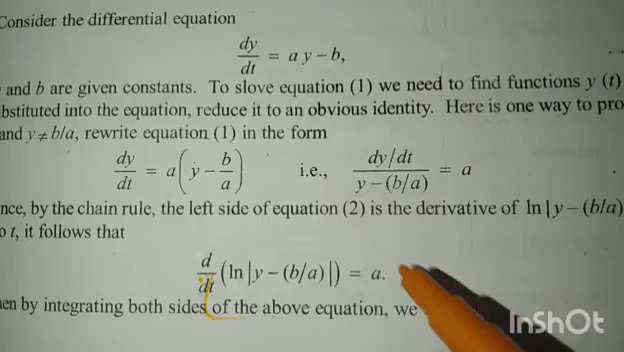 Consider the differential equation
dy/dt = a y − b,
and b are given constants. To slove equation (1) we need to find functions y (t)
bstituted into the equation, reduce it to an obvious identity. Here is one way to pro
and y ≠ b/a, rewrite equation (1) in the form
dy/dt = a(y − b/a) i.e., (dy/dt)/(y − (b/a)) = a
nce, by the chain rule, the left side of equation (2) is the derivative of ln|y − (b/a)
o t, it follows that
d/dt (ln|y − (b/a)|) = a.
en by integrating both sides of the above equation, we
InShOt